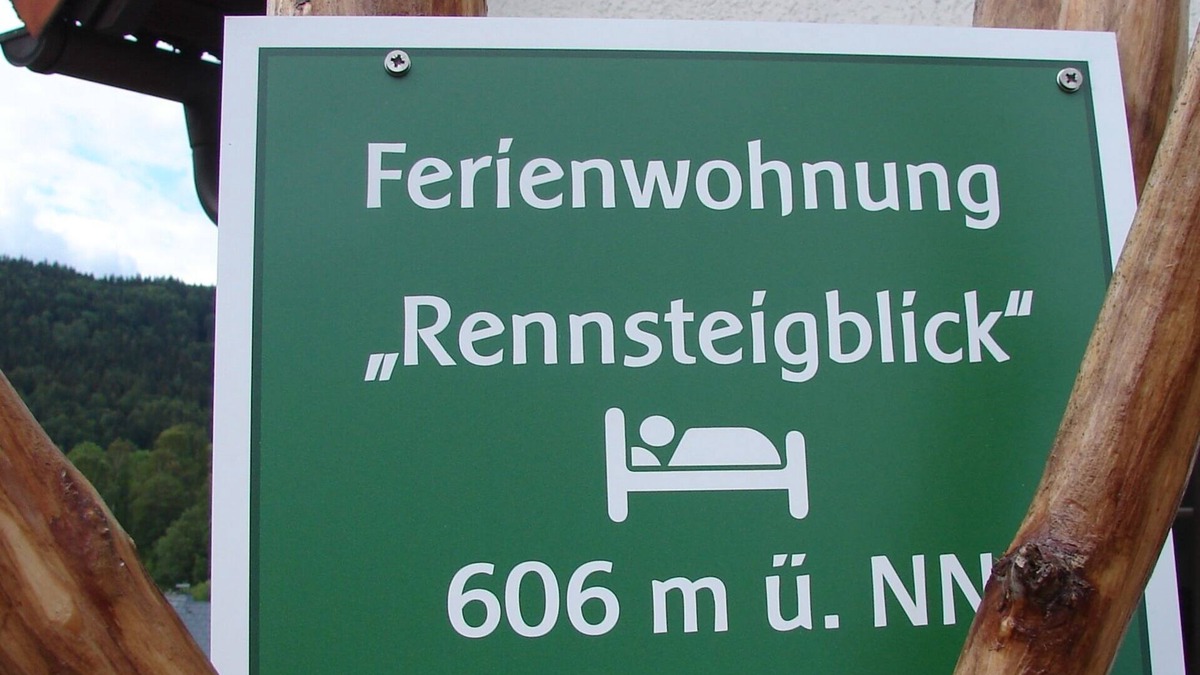 Ferienwohnung
„Rennsteigblick“
606 m ü. NN